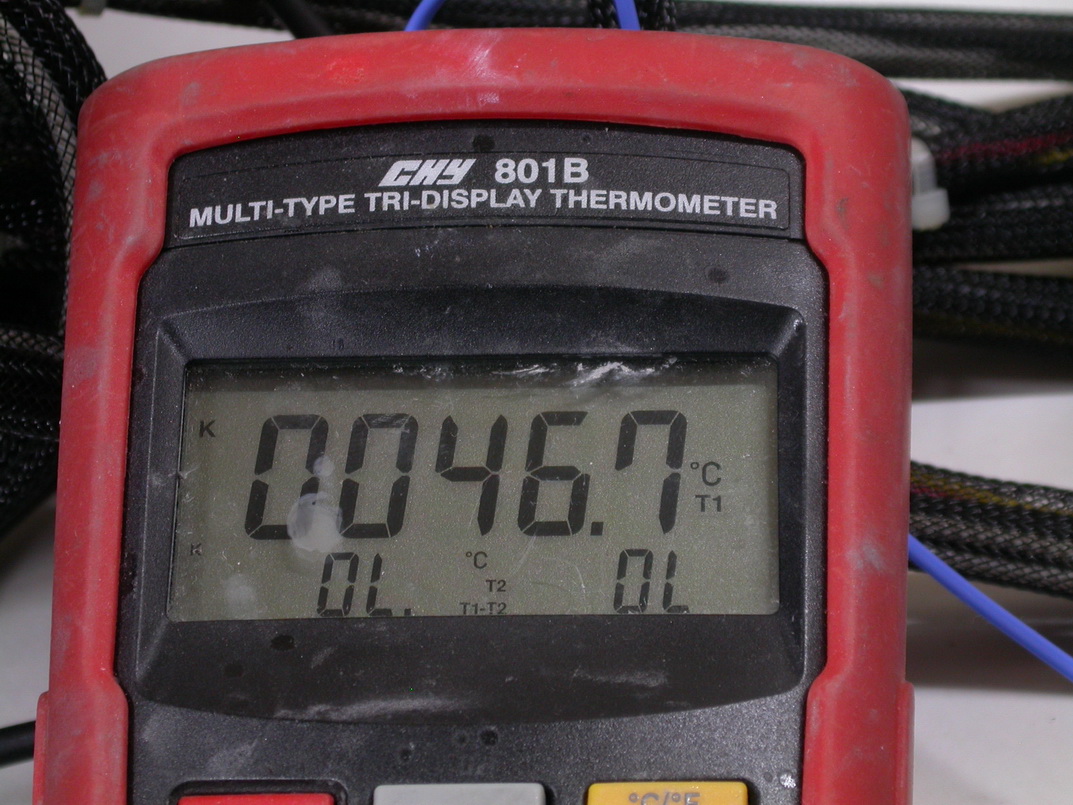 CHY 801B
MULTI-TYPE TRI-DISPLAY THERMOMETER
K 0046.7 °C
T1
K OL. °C OL
T2
T1-T2
°C/°F